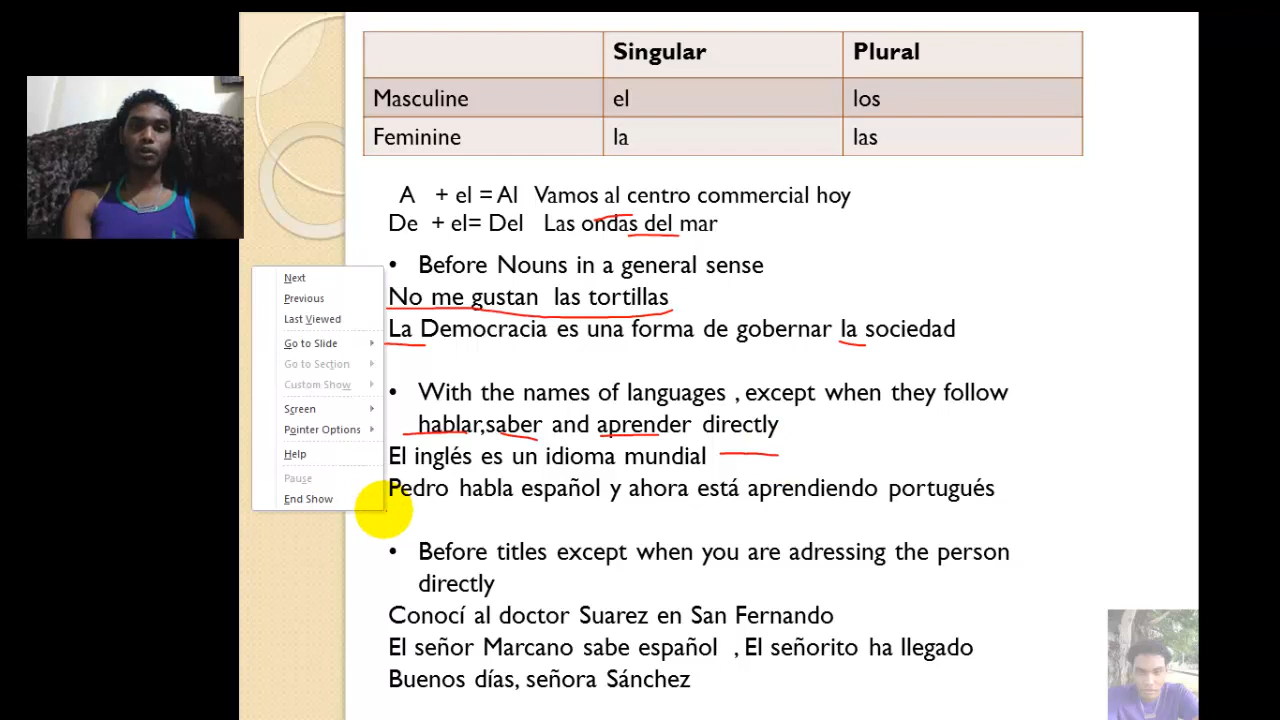 Singular Plural
Masculine el los
Feminine la las
A + el = Al Vamos al centro commercial hoy
De + el= Del Las ondas del mar
• Before Nouns in a general sense
No me gustan las tortillas
La Democracia es una forma de gobernar la sociedad
• With the names of languages , except when they follow
hablar,saber and aprender directly
El inglés es un idioma mundial
Pedro habla español y ahora está aprendiendo portugués
• Before titles except when you are adressing the person
directly
Conocí al doctor Suarez en San Fernando
El señor Marcano sabe español , El señorito ha llegado
Buenos días, señora Sánchez
Next
Previous
Last Viewed
Go to Slide
Go to Section
Custom Show
Screen
Pointer Options
Help
Pause
End Show